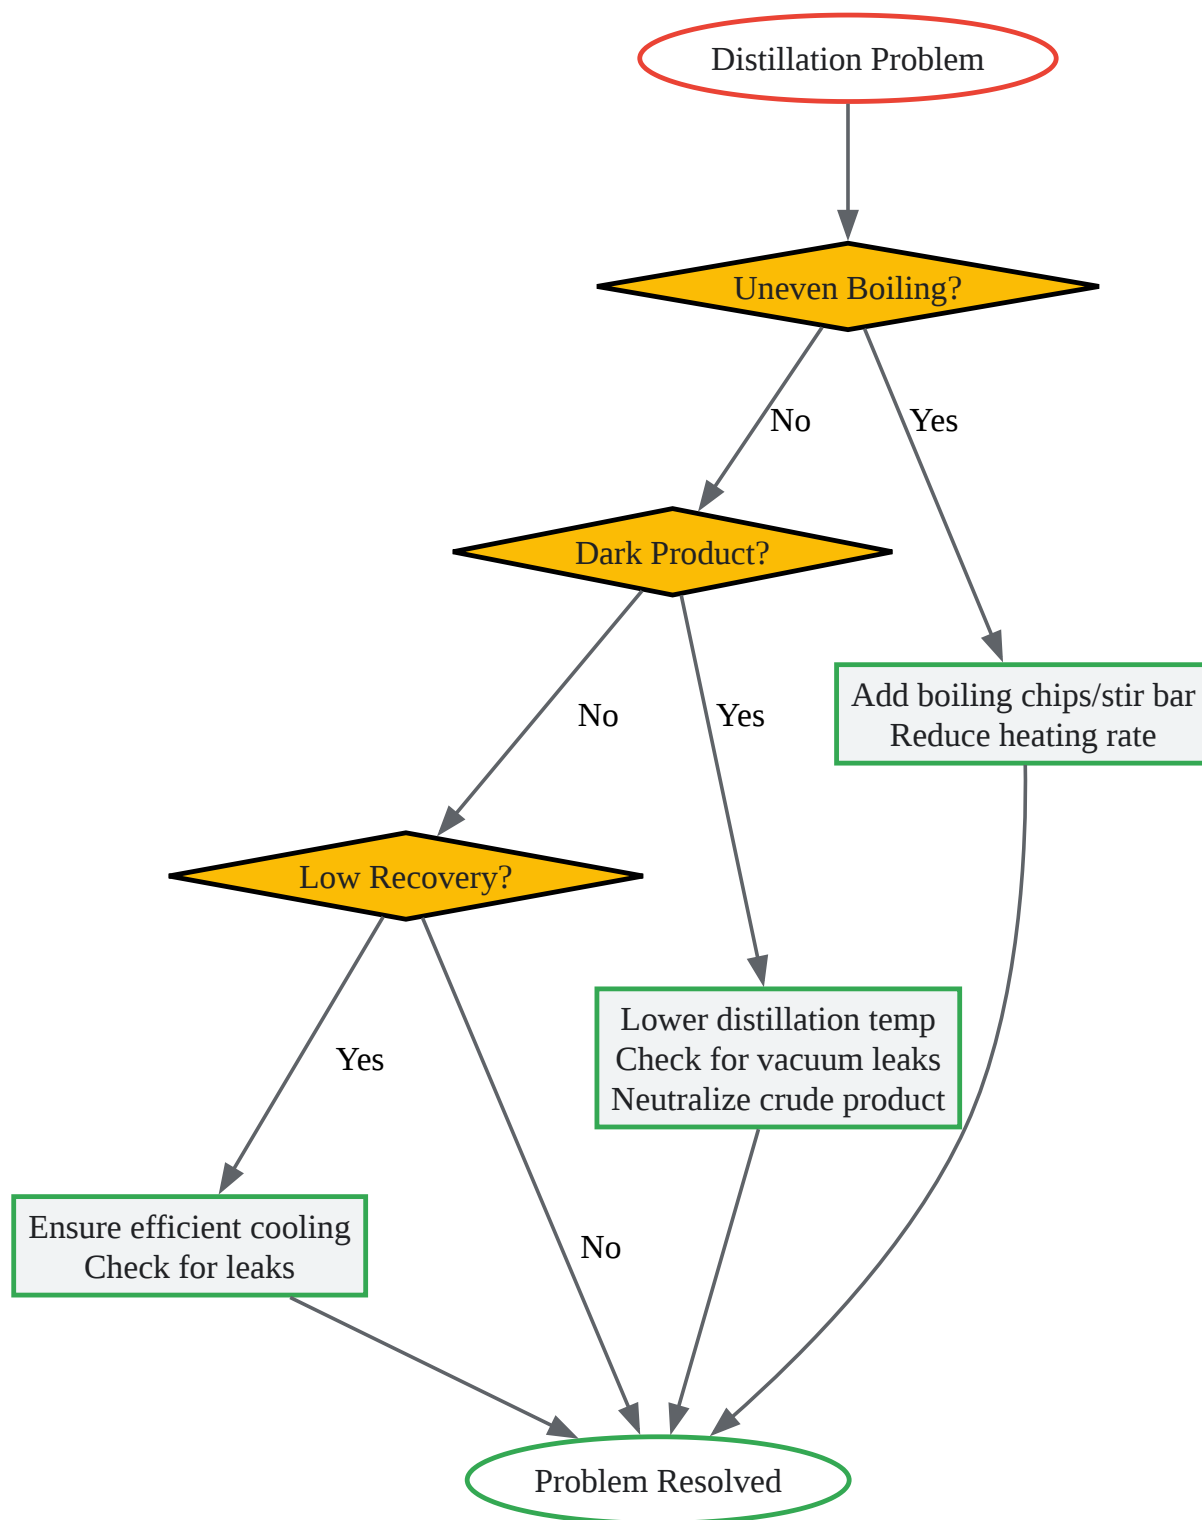 Distillation Problem
Uneven Boiling?
No
Yes
Dark Product?
No
Yes
Add boiling chips/stir bar
Reduce heating rate
Low Recovery?
Lower distillation temp
Check for vacuum leaks
Neutralize crude product
Yes
No
Ensure efficient cooling
Check for leaks
Problem Resolved